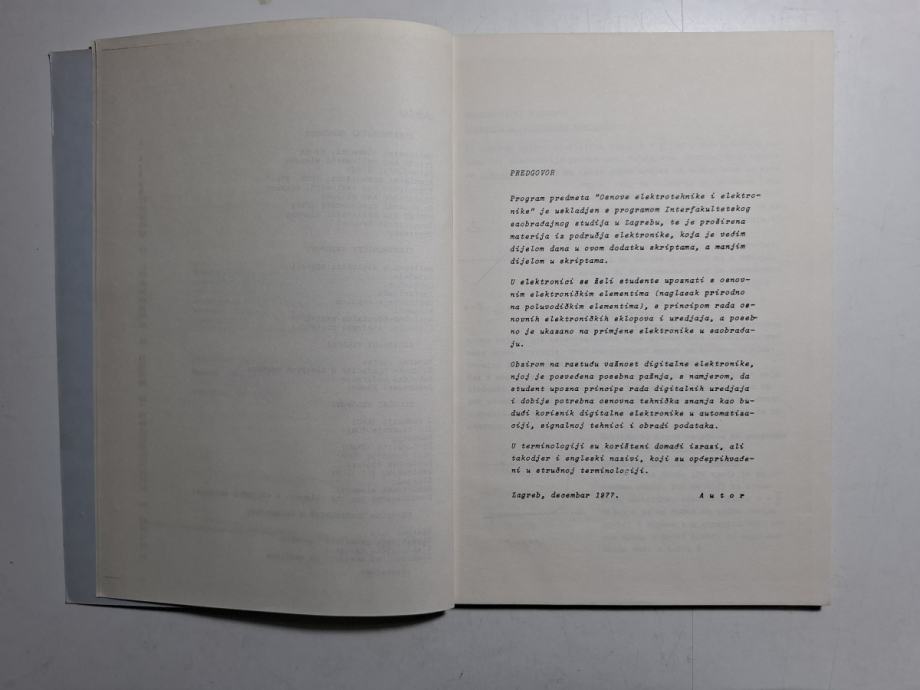 PREDGOVOR
Program predmeta "Osnove elektrotehnike i elektro-
nike" je uskladjen s programom Interfakultetskog
saobraćajnog studija u Zagrebu, te je proširena
materija iz područja elektronike, koja je većim
dijelom dana u ovom dodatku skriptama, a manjim
dijelom u skriptama.
U elektronici se želi studente upoznati s osnov-
nim elektroničkim elementima (naglasak prirodno
na poluvodičkim elementima), s principom rada os-
novnih elektroničkih sklopova i uredjaja, a poseb-
no je ukazano na primjene elektronike u saobraća-
ju.
Obzirom na rastuću važnost digitalne elektronike,
njoj je posvećena posebna pažnja, s namjerom, da
student upozna principe rada digitalnih uredjaja
i dobije potrebna osnovna tehnička znanja kao bu-
dući korisnik digitalne elektronike u automatiza-
ciji, signalnoj tehnici i obradi podataka.
U terminologiji su korišteni domaći izrazi, ali
takodjer i engleski nazivi, koji su općeprihvaće-
ni u stručnoj terminologiji.
Zagreb, decembar 1977. Autor